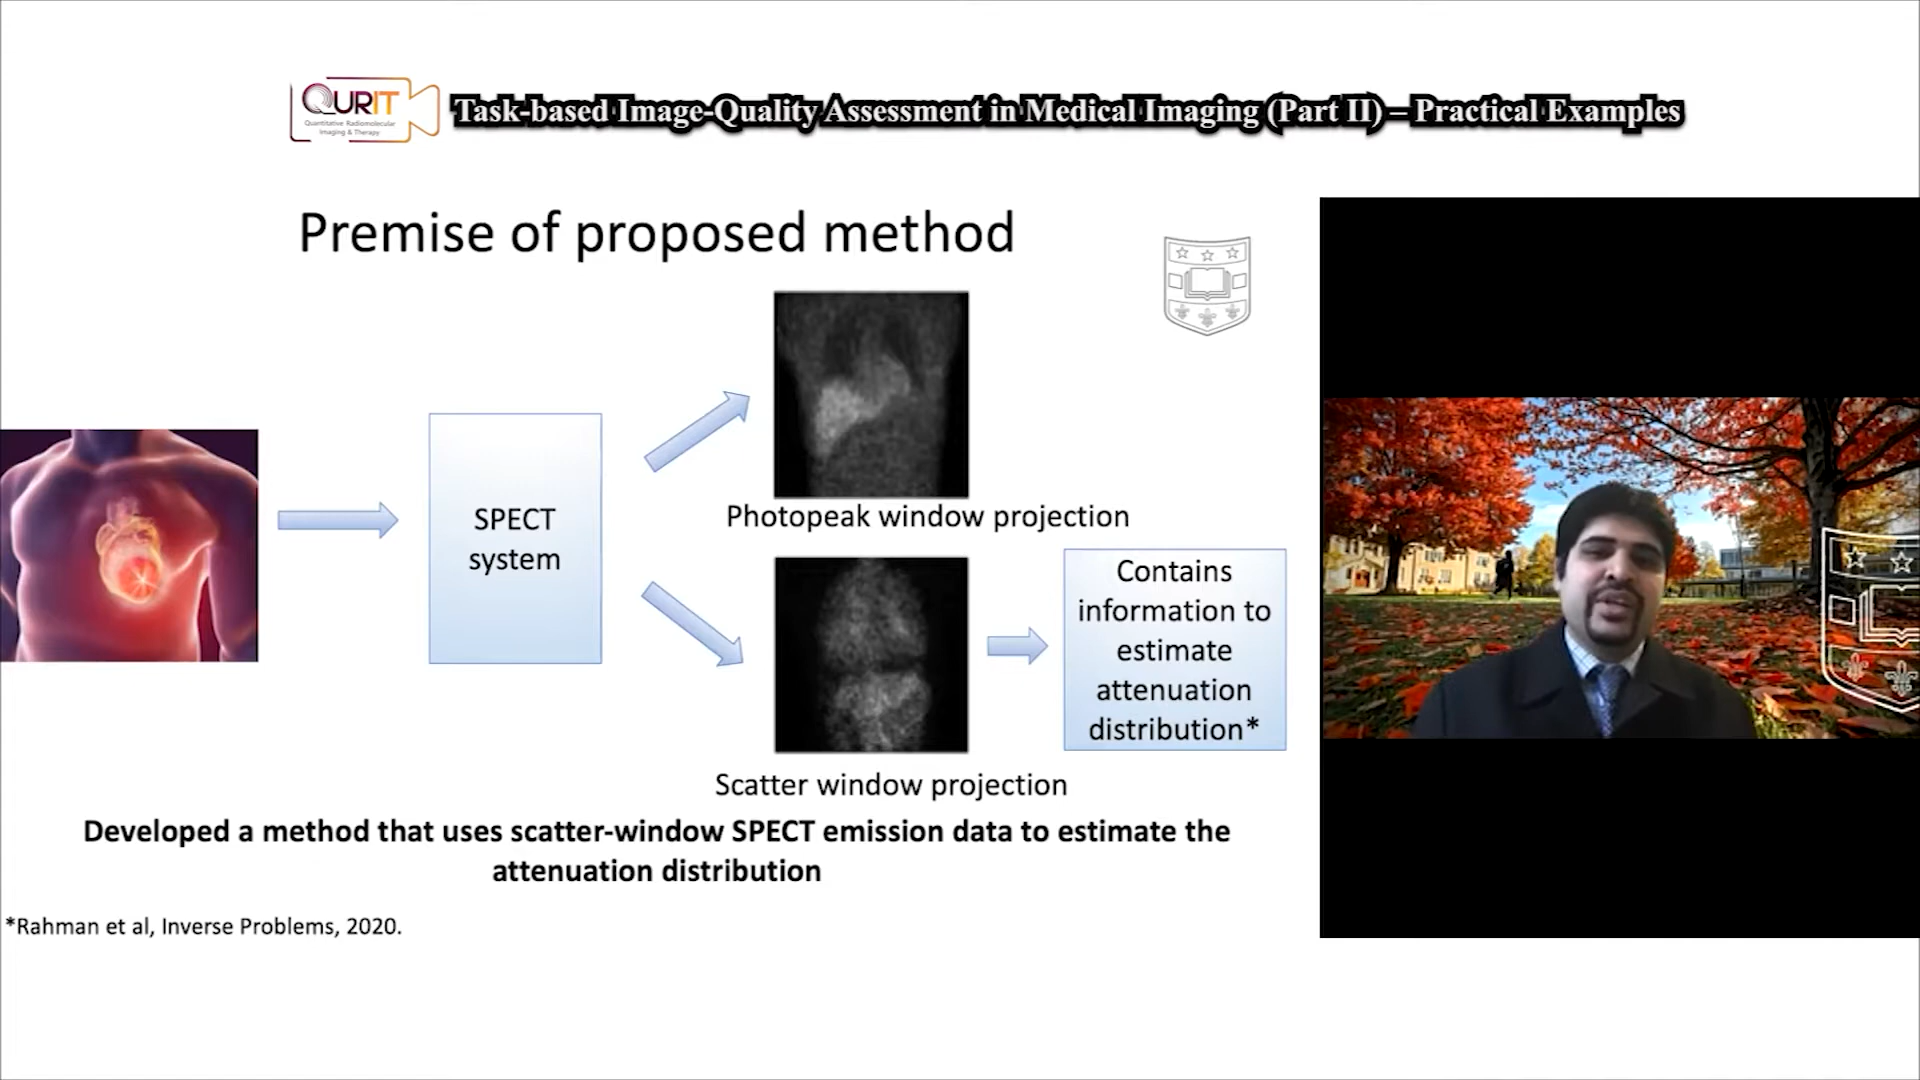 QURIT
Quantitative Radiomolecular
Imaging & Therapy
Task-based Image-Quality Assessment in Medical Imaging (Part II) – Practical Examples
Premise of proposed method
SPECT
system
Photopeak window projection
Contains
information to
estimate
attenuation
distribution*
Scatter window projection
Developed a method that uses scatter-window SPECT emission data to estimate the
attenuation distribution
*Rahman et al, Inverse Problems, 2020.